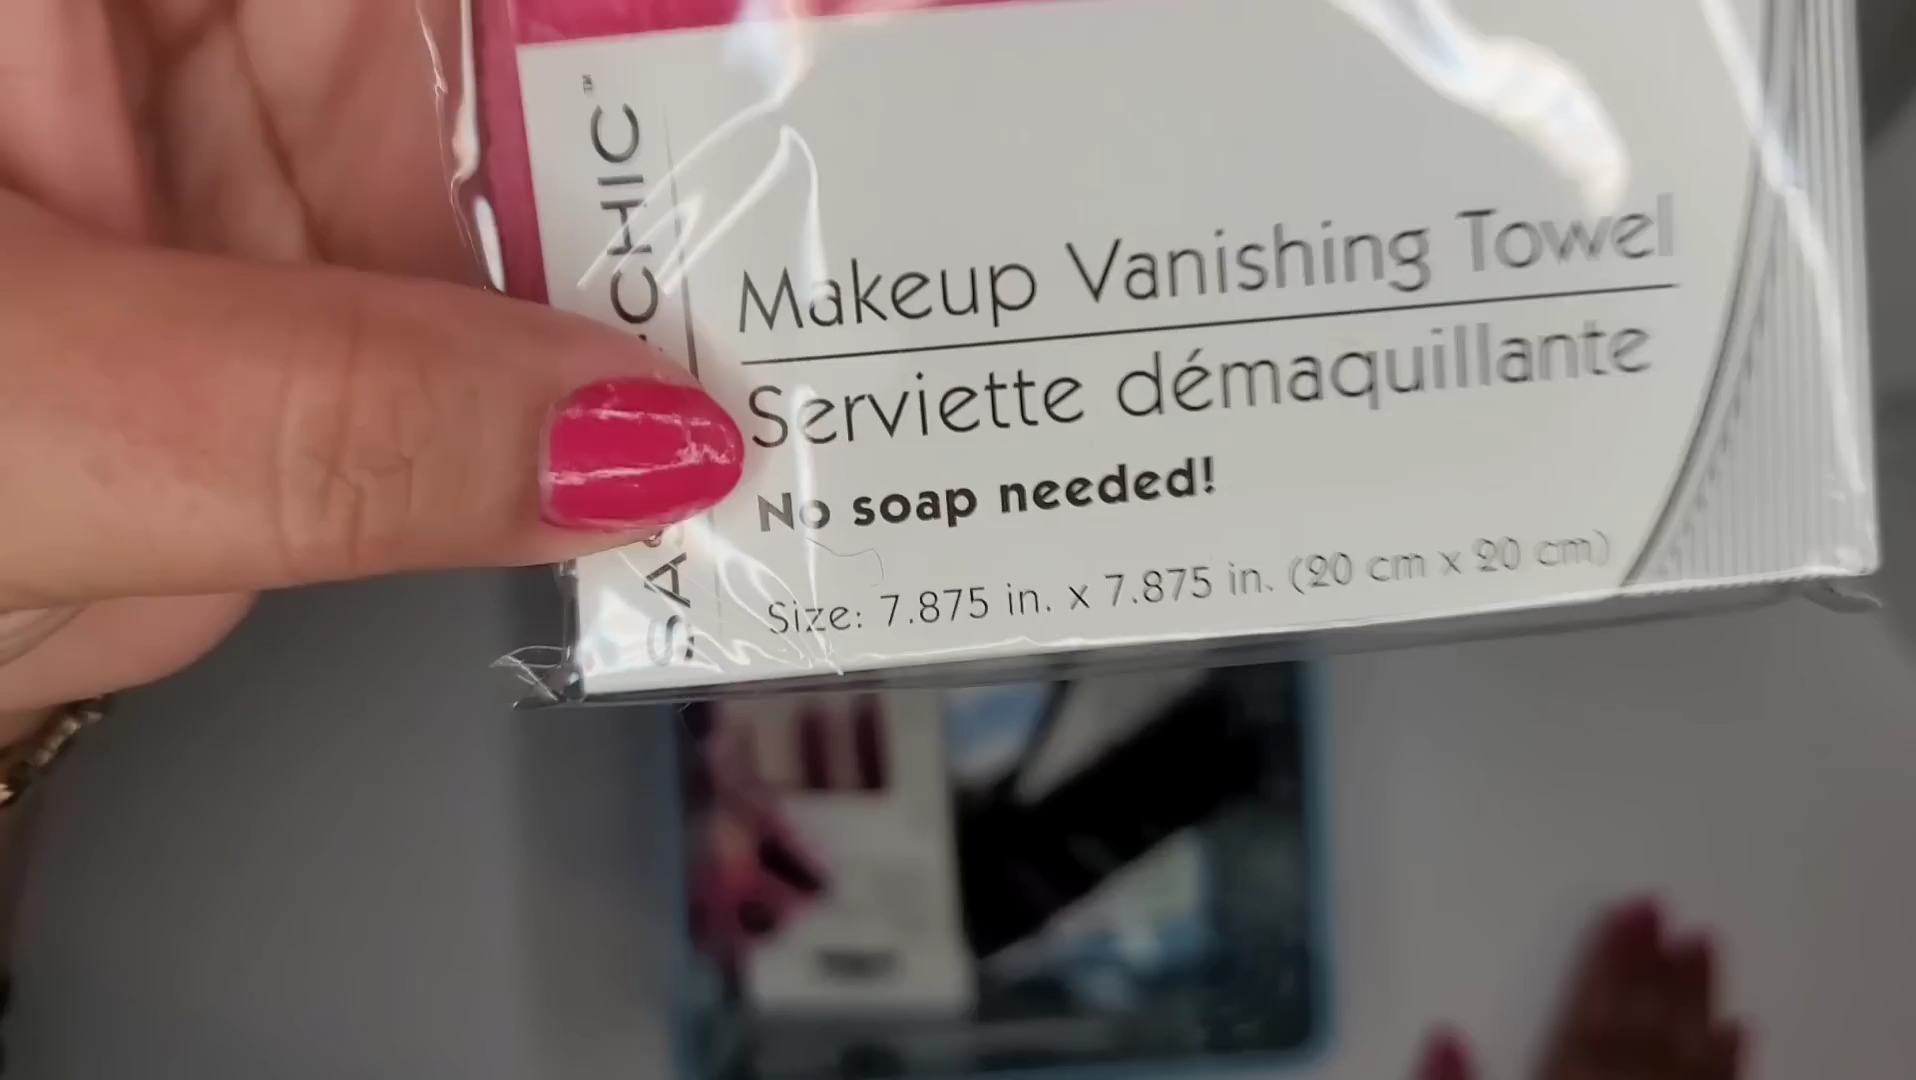 Makeup Vanishing Towel
Serviette démaquillante
No soap needed!
Size: 7.875 in. x 7.875 in. (20 cm x 20 cm)
CHIC™